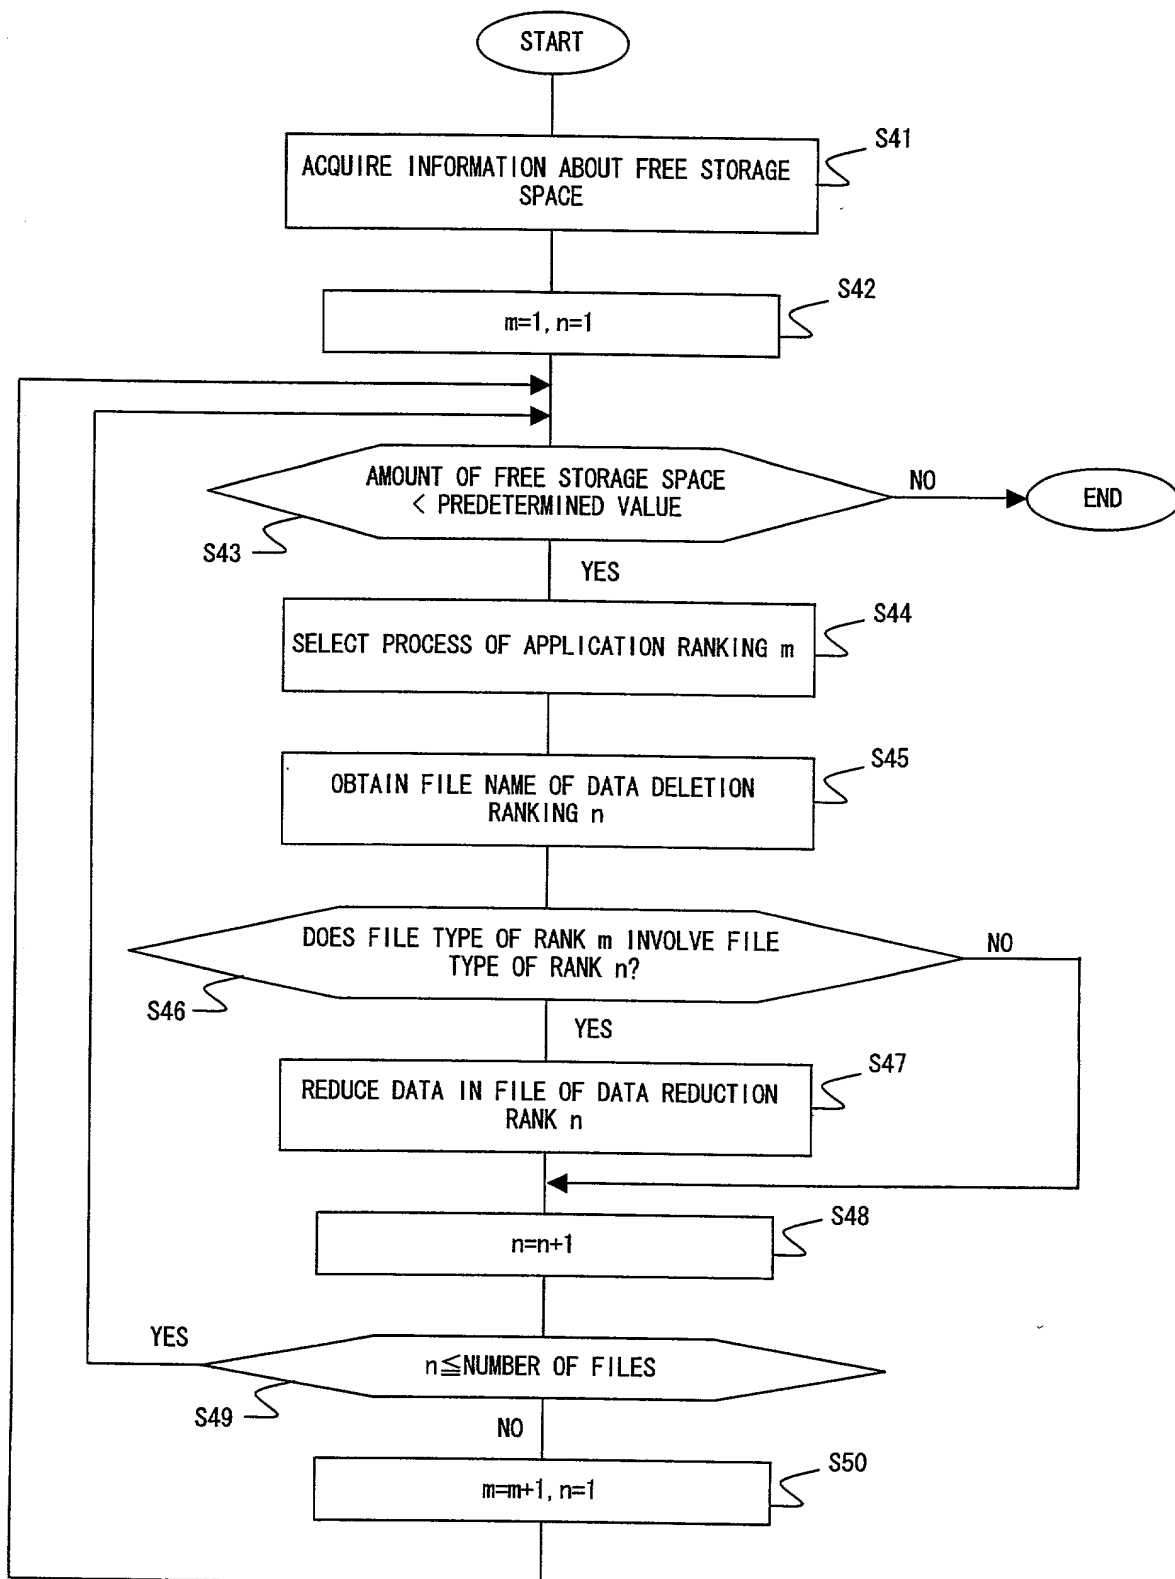 START
S41
ACQUIRE INFORMATION ABOUT FREE STORAGE
SPACE
S42
m=1, n=1
AMOUNT OF FREE STORAGE SPACE
< PREDETERMINED VALUE
NO
END
S43
YES
S44
SELECT PROCESS OF APPLICATION RANKING m
S45
OBTAIN FILE NAME OF DATA DELETION
RANKING n
DOES FILE TYPE OF RANK m INVOLVE FILE
TYPE OF RANK n?
NO
S46
YES
S47
REDUCE DATA IN FILE OF DATA REDUCTION
RANK n
S48
n=n+1
YES
n≦NUMBER OF FILES
S49
NO
S50
m=m+1, n=1